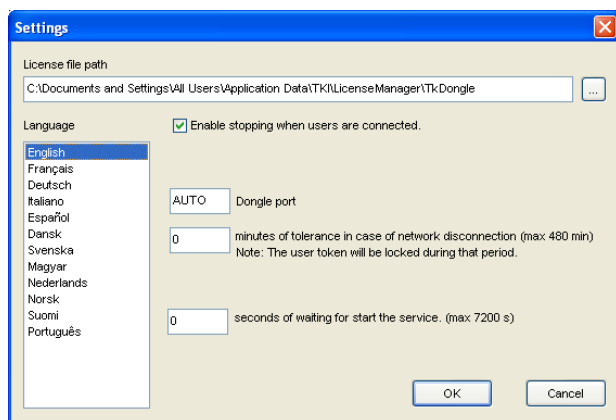 Settings
License file path
C:\Documents and Settings\All Users\Application Data\TKI\LicenseManager\TkDongle
...
Language
Enable stopping when users are connected.
English
Français
Deutsch
Italiano
Español
Dansk
Svenska
Magyar
Nederlands
Norsk
Suomi
Português
AUTO Dongle port
0 minutes of tolerance in case of network disconnection (max 480 min)
Note: The user token will be locked during that period.
0 seconds of waiting for start the service. (max 7200 s)
OK Cancel